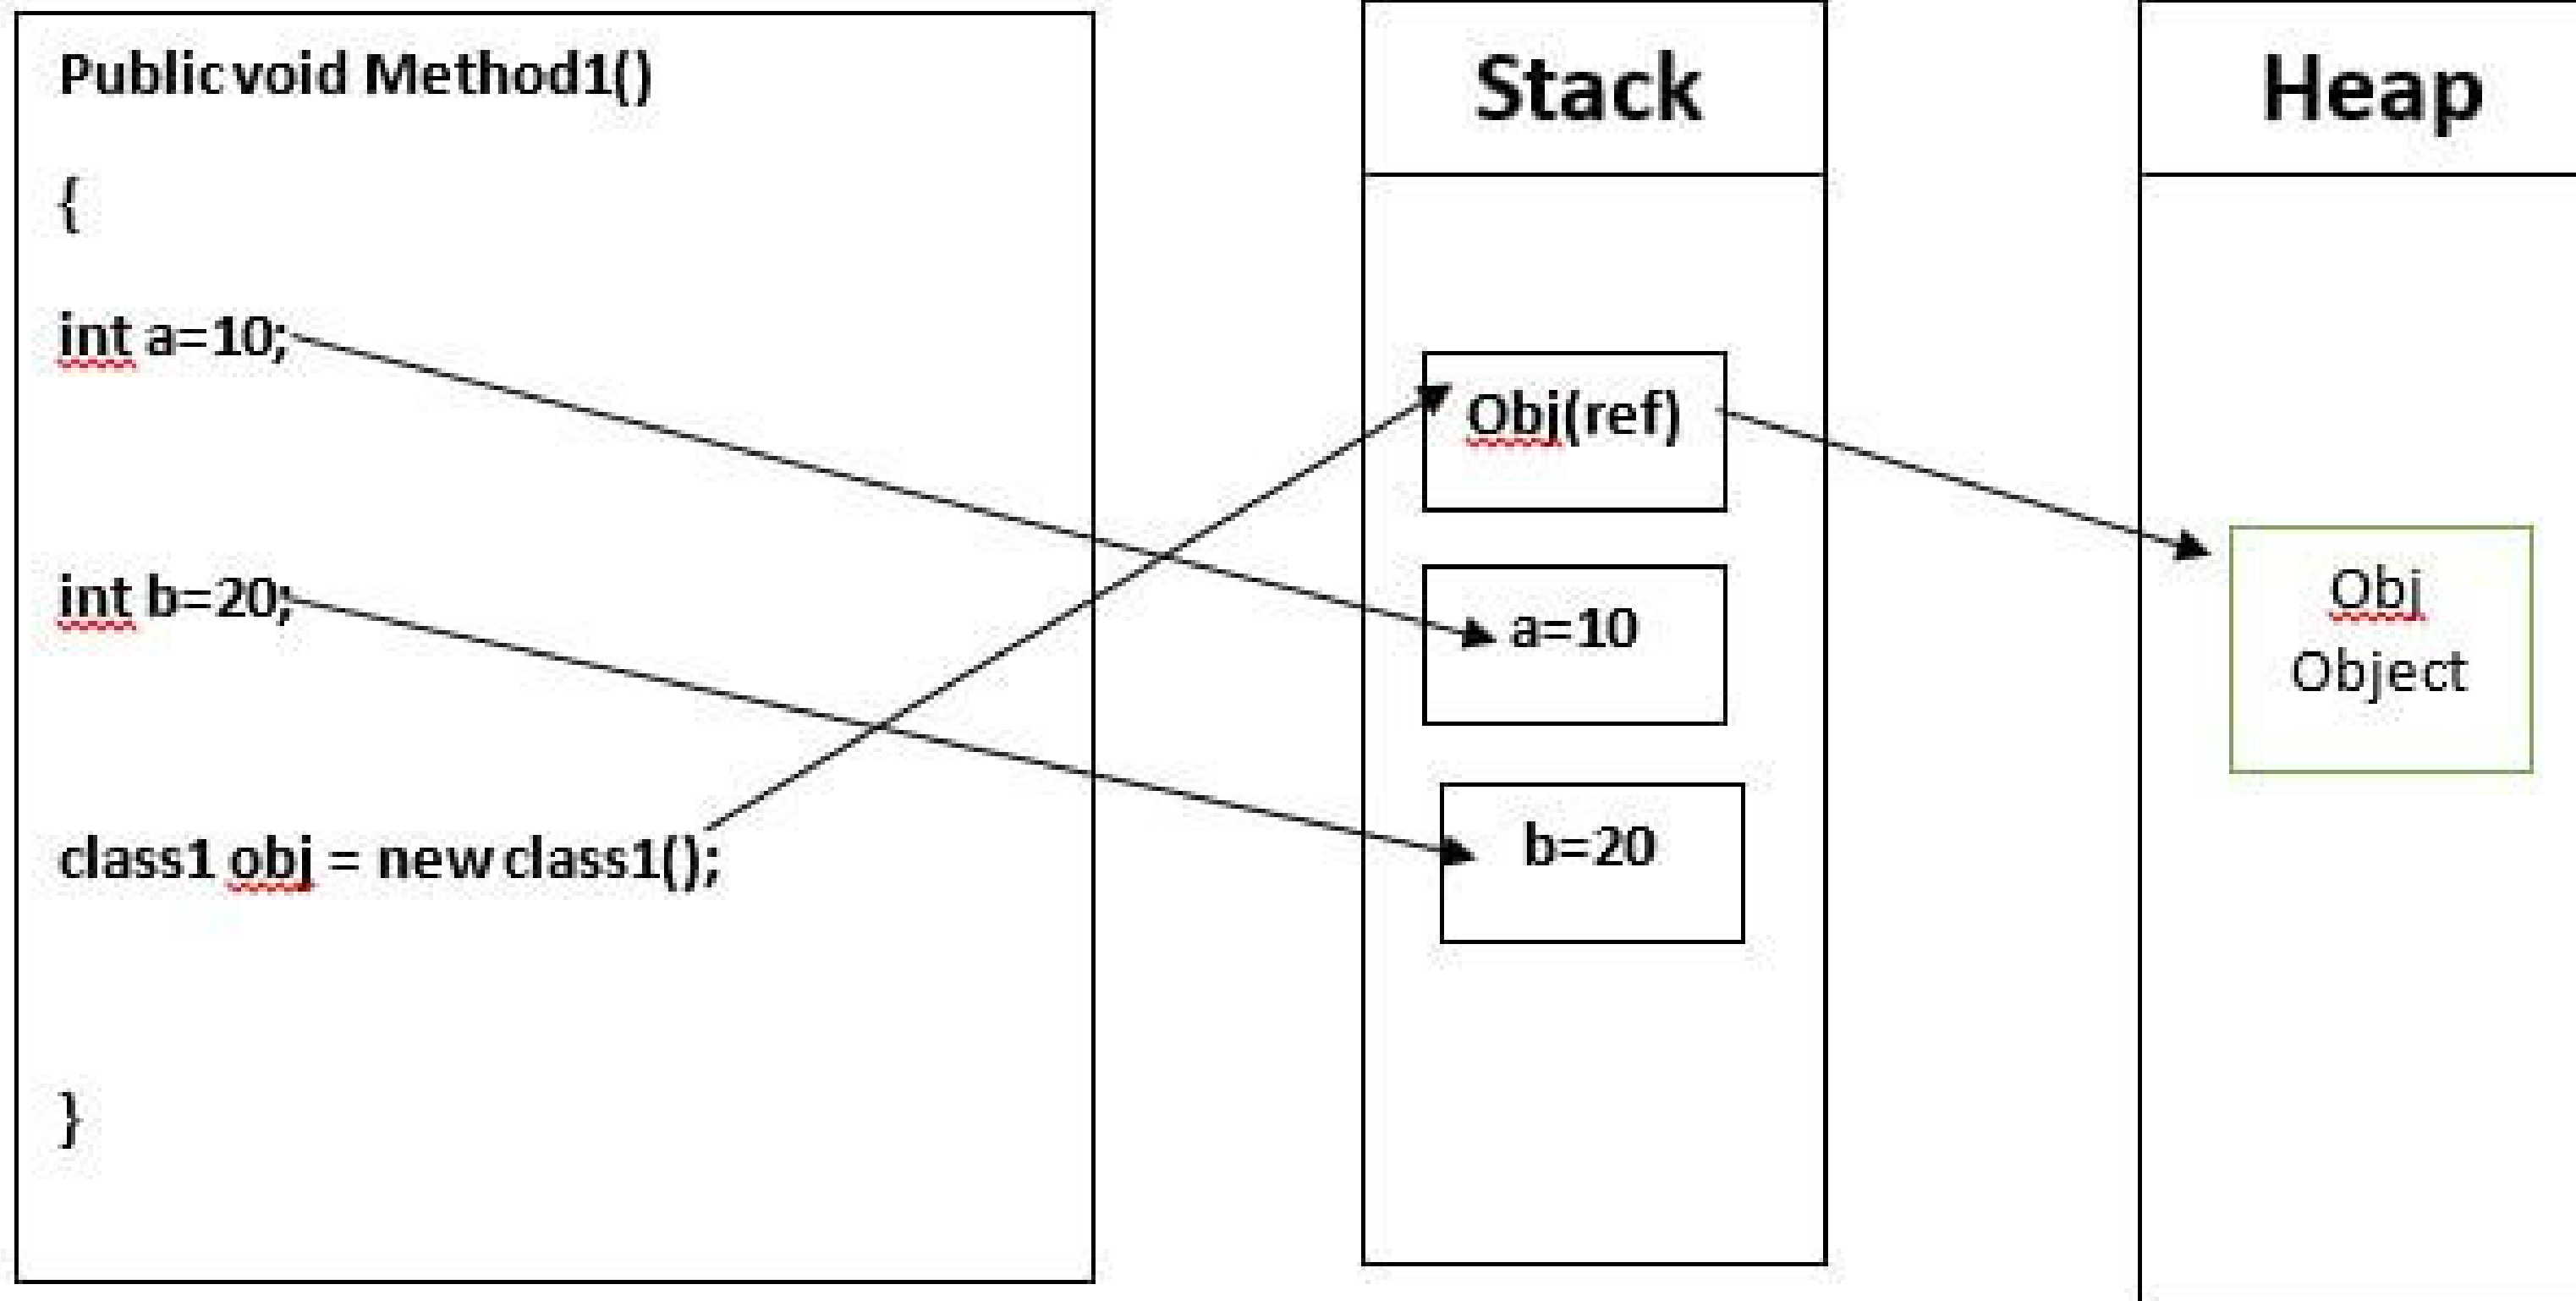 Public void Method1()
{
int a=10;
int b=20;
class1 obj = new class1();
}
Stack
Obj(ref)
a=10
b=20
Heap
Obj
Object